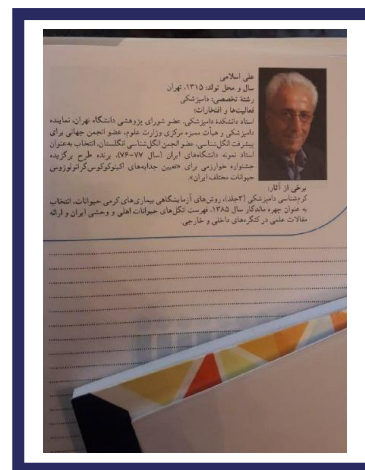 علی اسلامی
سال و محل تولد: ۱۳۱۵، تهران
رشتهٔ تخصصی: دامپزشکی
فعالیت‌ها و افتخارات:
استاد دانشکده دامپزشکی، عضو شورای پژوهشی دانشگاه تهران، نماینده
دامپزشکی و هیأت ممیزه مرکزی وزارت علوم، عضو انجمن جهانی برای
پیشرفت انگل‌شناسی، عضو انجمن انگل‌شناسی انگلستان، انتخاب به‌عنوان
استاد نمونه دانشگاه‌های ایران (سال ۷۷-۷۶)، برنده طرح برگزیده
جشنواره خوارزمی برای «تعیین جدایه‌های اکینوکوکوس گرانولوزوس
حیوانات مختلف ایران».
برخی از آثار:
کرم‌شناسی دامپزشکی (۳جلد)، روش‌های آزمایشگاهی بیماری‌های کرمی حیوانات، انتخاب
به عنوان چهره ماندگار سال ۱۳۸۵، فهرست انگل‌های حیوانات اهلی و وحشی ایران و ارائه
مقالات علمی در کنگره‌های داخلی و خارجی.